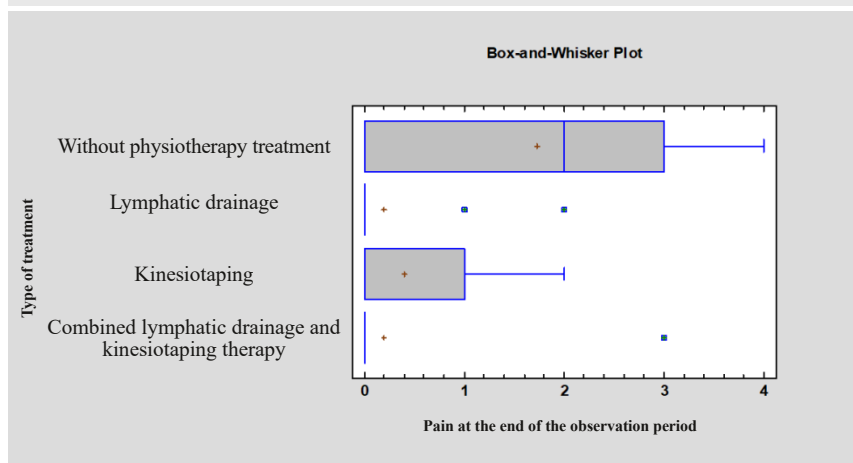 Box-and-Whisker Plot
Type of treatment
Without physiotherapy treatment
Lymphatic drainage
Kinesiotaping
Combined lymphatic drainage and
kinesiotaping therapy
0 1 2 3 4
Pain at the end of the observation period